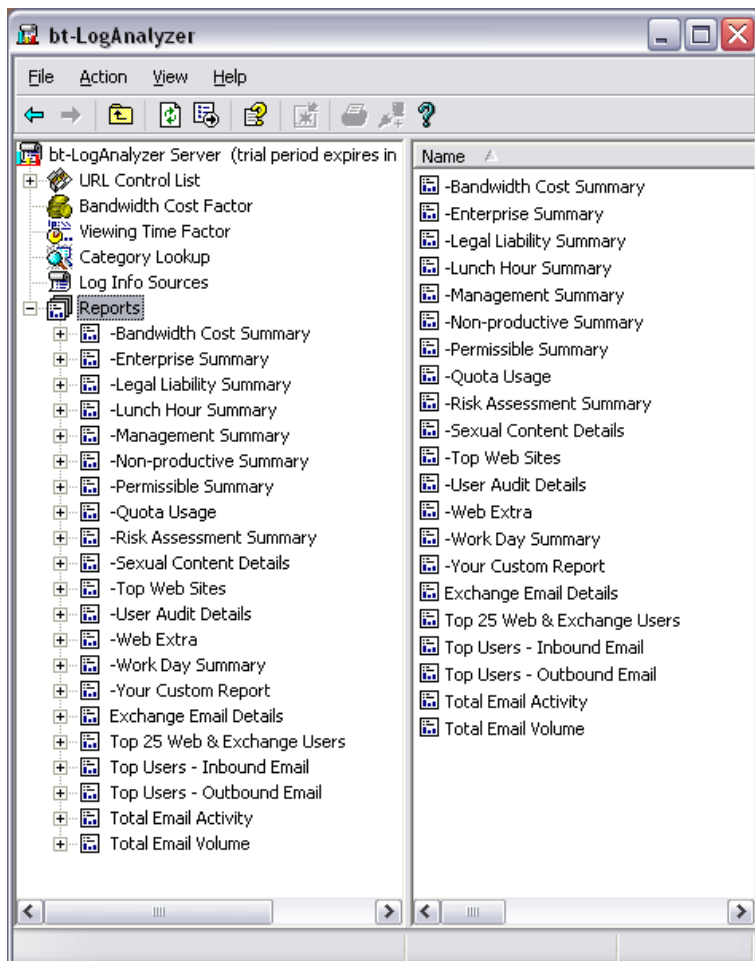 bt-LogAnalyzer
File Action View Help
bt-LogAnalyzer Server (trial period expires in
URL Control List
Bandwidth Cost Factor
Viewing Time Factor
Category Lookup
Log Info Sources
Reports
-Bandwidth Cost Summary
-Enterprise Summary
-Legal Liability Summary
-Lunch Hour Summary
-Management Summary
-Non-productive Summary
-Permissible Summary
-Quota Usage
-Risk Assessment Summary
-Sexual Content Details
-Top Web Sites
-User Audit Details
-Web Extra
-Work Day Summary
-Your Custom Report
Exchange Email Details
Top 25 Web & Exchange Users
Top Users - Inbound Email
Top Users - Outbound Email
Total Email Activity
Total Email Volume
Name
-Bandwidth Cost Summary
-Enterprise Summary
-Legal Liability Summary
-Lunch Hour Summary
-Management Summary
-Non-productive Summary
-Permissible Summary
-Quota Usage
-Risk Assessment Summary
-Sexual Content Details
-Top Web Sites
-User Audit Details
-Web Extra
-Work Day Summary
-Your Custom Report
Exchange Email Details
Top 25 Web & Exchange Users
Top Users - Inbound Email
Top Users - Outbound Email
Total Email Activity
Total Email Volume